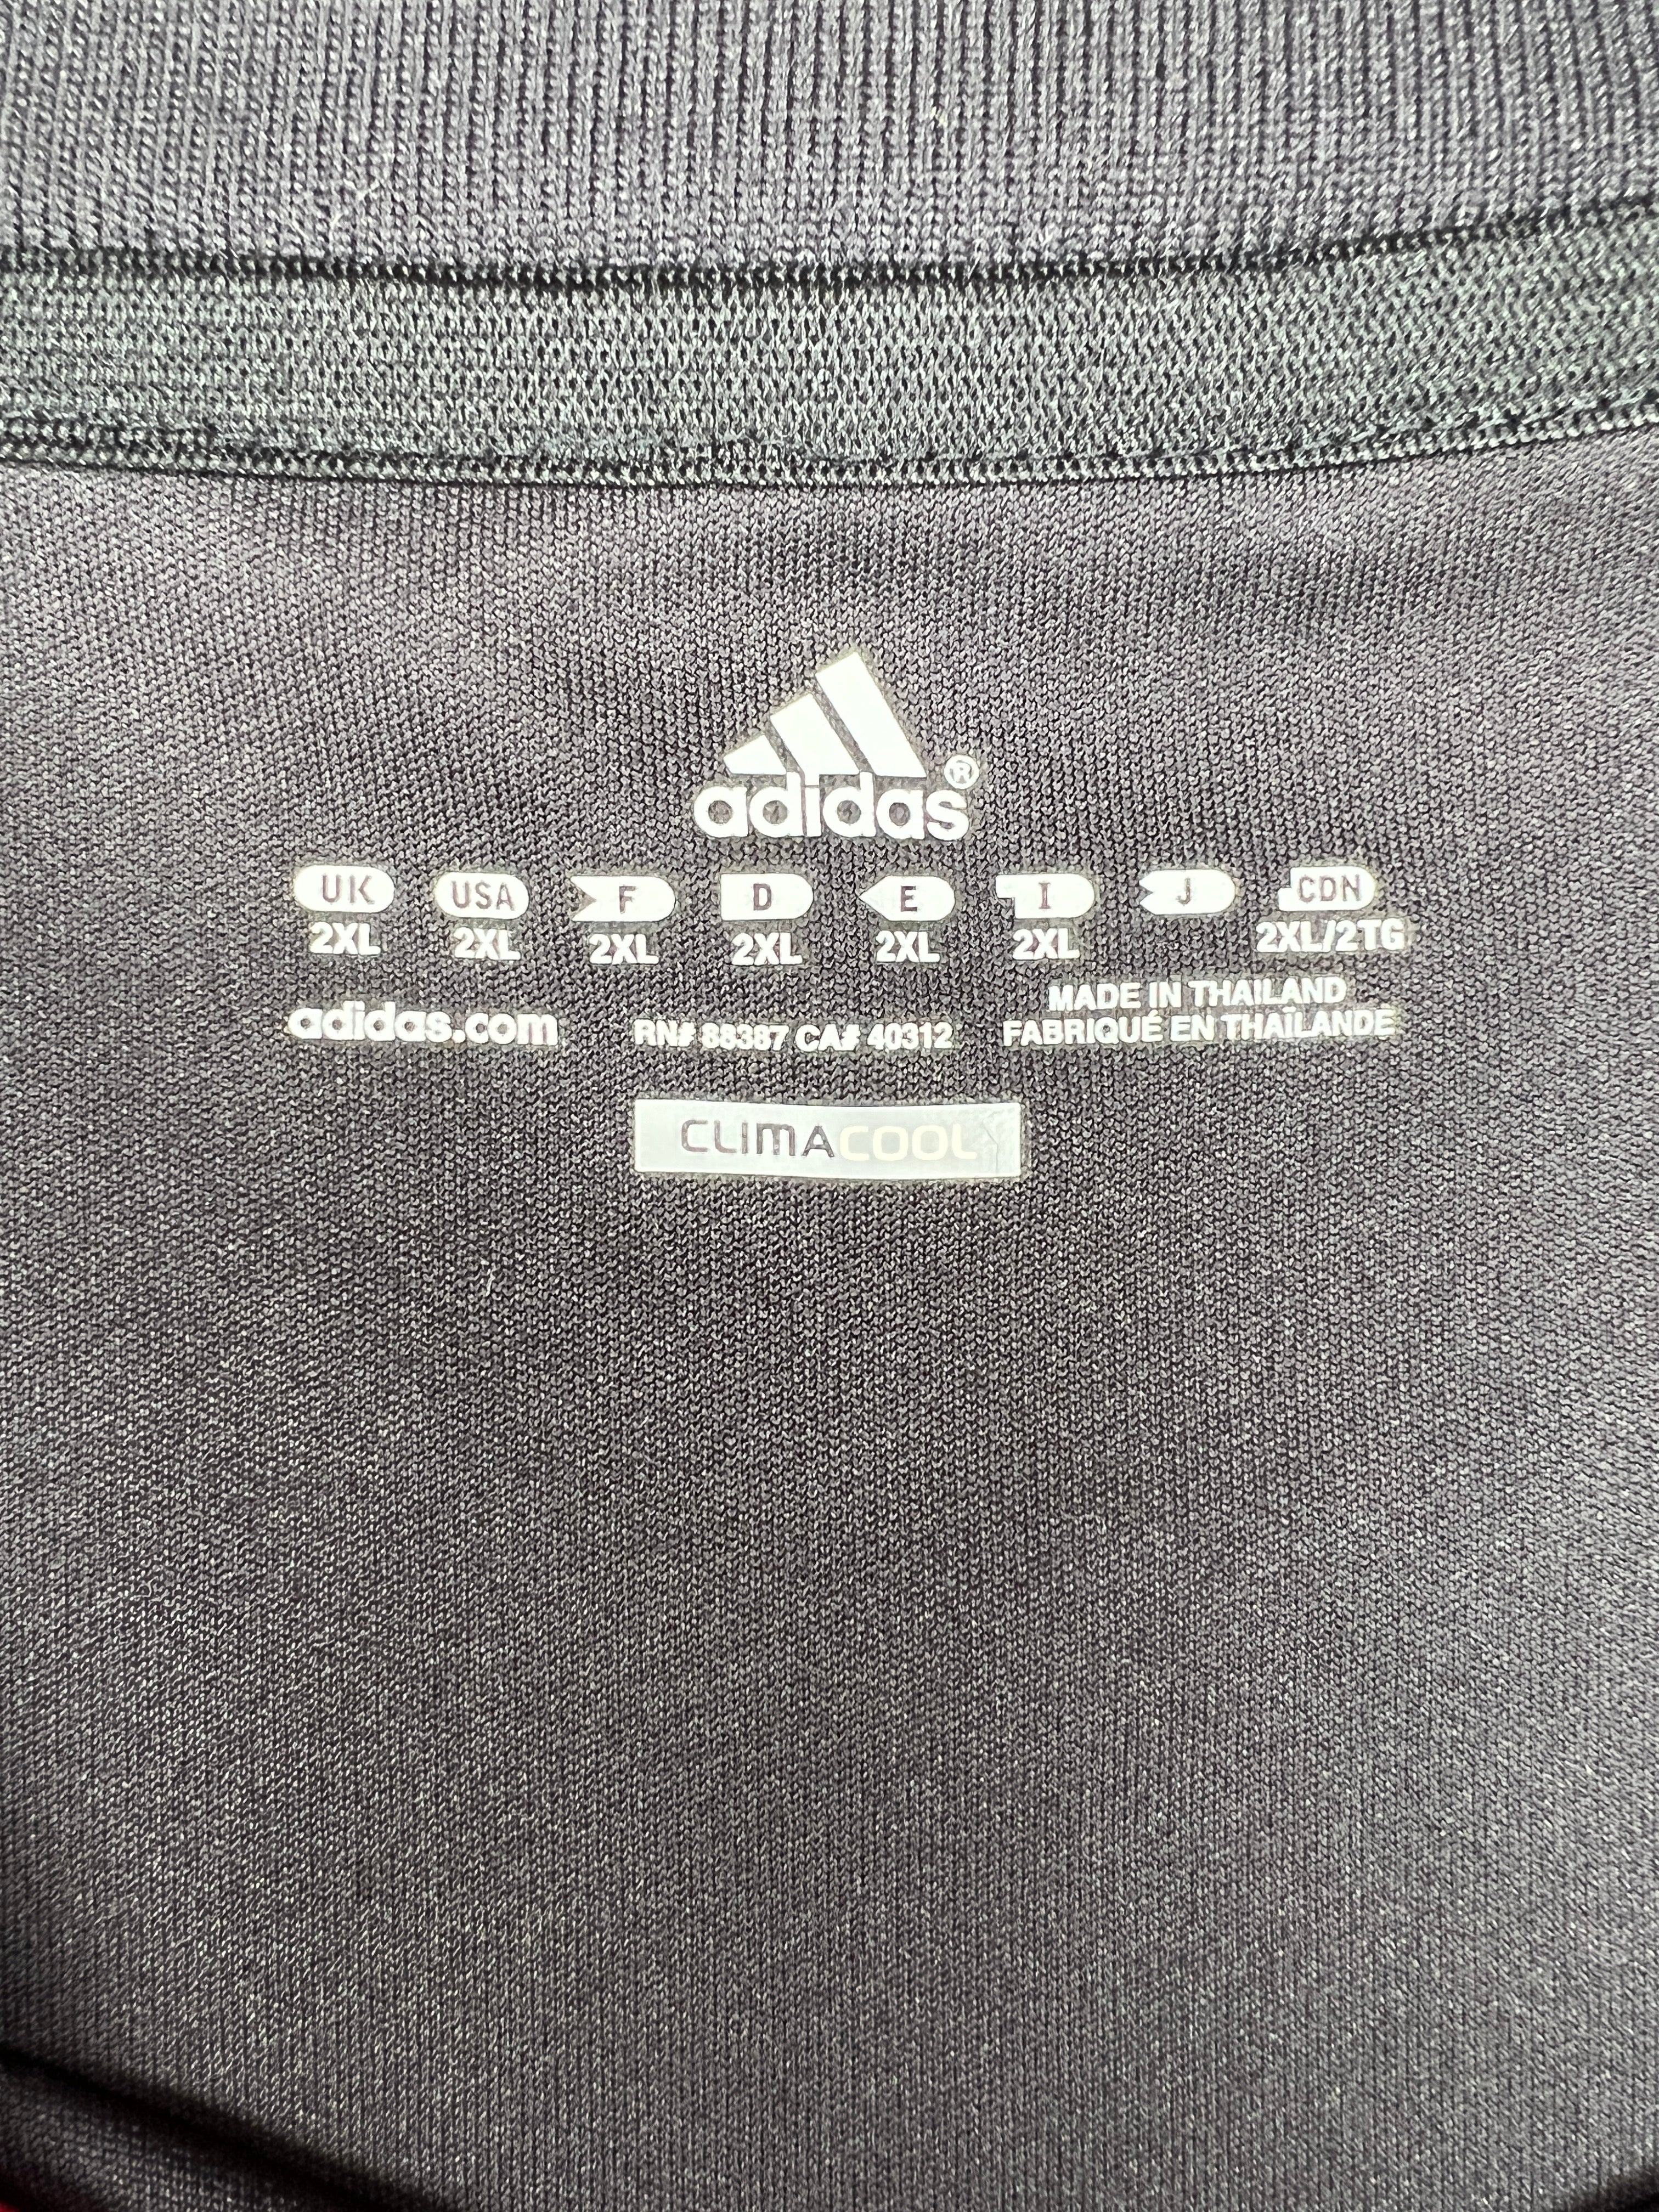 adidas®
UK USA F D E I J CDN
2XL 2XL 2XL 2XL 2XL 2XL 2XL/2TG
adidas.com RN# 88387 CA# 40312 MADE IN THAILAND
FABRIQUÉ EN THAÏLANDE
CLIMACOOL